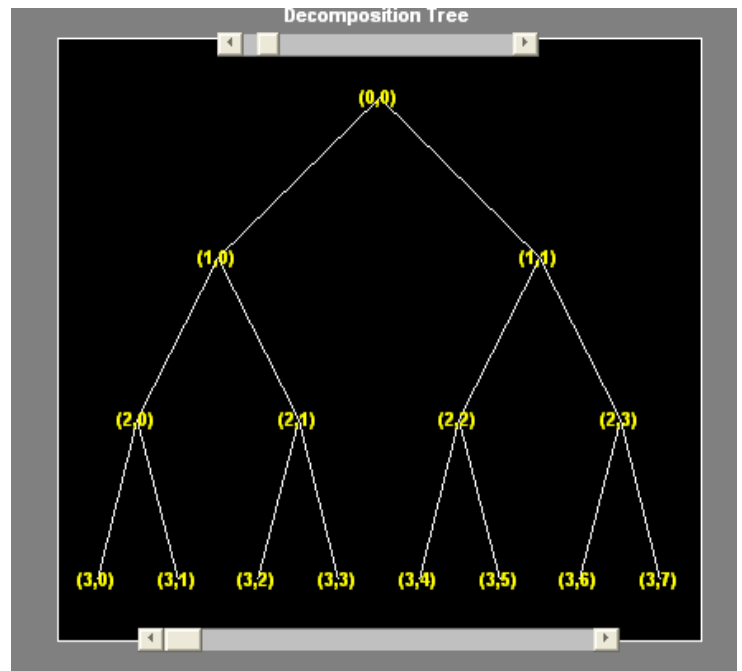 Decomposition Tree
(0,0)
(1,0) (1,1)
(2,0) (2,1) (2,2) (2,3)
(3,0) (3,1) (3,2) (3,3) (3,4) (3,5) (3,6) (3,7)